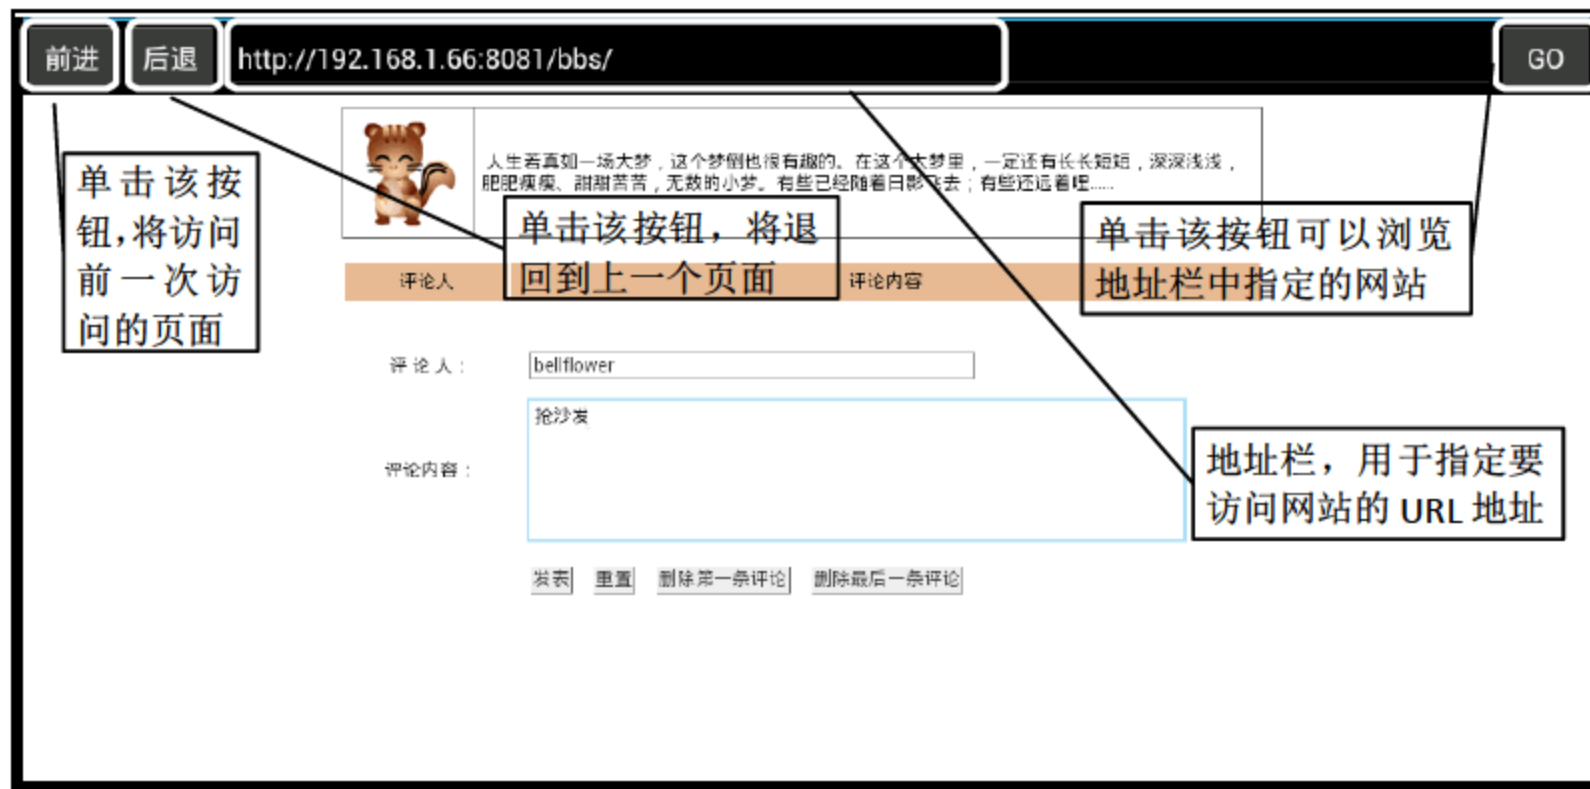 前进 后退 http://192.168.1.66:8081/bbs/ GO
人生若真如一场大梦，这个梦倒也很有趣的。在这个大梦里，一定还有长长短短，深深浅浅，
肥肥瘦瘦、甜甜苦苦，无数的小梦。有些已经随着日影飞去；有些还远着哩......
单击该按
钮，将访问
前一次访
问的页面
单击该按钮，将退
回到上一个页面
单击该按钮可以浏览
地址栏中指定的网站
评论人 评论内容
评 论 人： bellflower
评论内容： 抢沙发
地址栏，用于指定要
访问网站的 URL 地址
发表 重置 删除第一条评论 删除最后一条评论